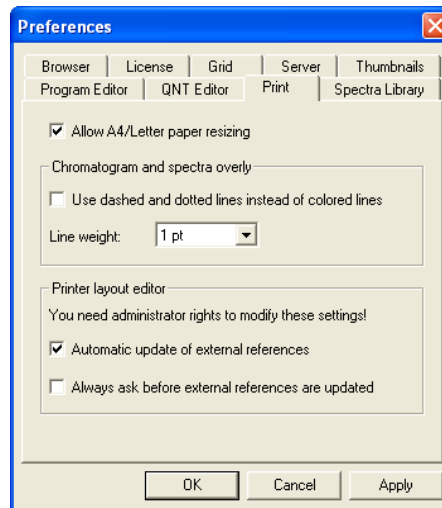 Preferences
Browser License Grid Server Thumbnails
Program Editor QNT Editor Print Spectra Library
Allow A4/Letter paper resizing
Chromatogram and spectra overly
Use dashed and dotted lines instead of colored lines
Line weight: 1 pt
Printer layout editor
You need administrator rights to modify these settings!
Automatic update of external references
Always ask before external references are updated
OK Cancel Apply